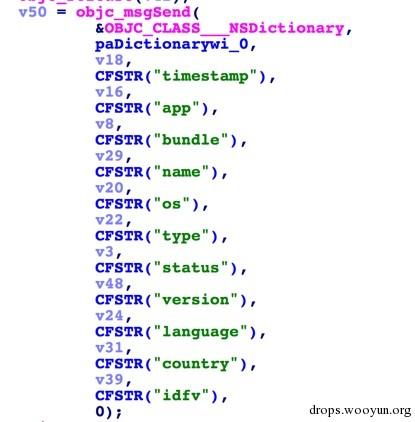 v50 = objc_msgSend(
&OBJC_CLASS___NSDictionary,
paDictionarywi_0,
v18,
CFSTR("timestamp"),
v16,
CFSTR("app"),
v8,
CFSTR("bundle"),
v29,
CFSTR("name"),
v20,
CFSTR("os"),
v22,
CFSTR("type"),
v3,
CFSTR("status"),
v48,
CFSTR("version"),
v24,
CFSTR("language"),
v31,
CFSTR("country"),
v39,
CFSTR("idfv"),
0);
drops.wooyun.org